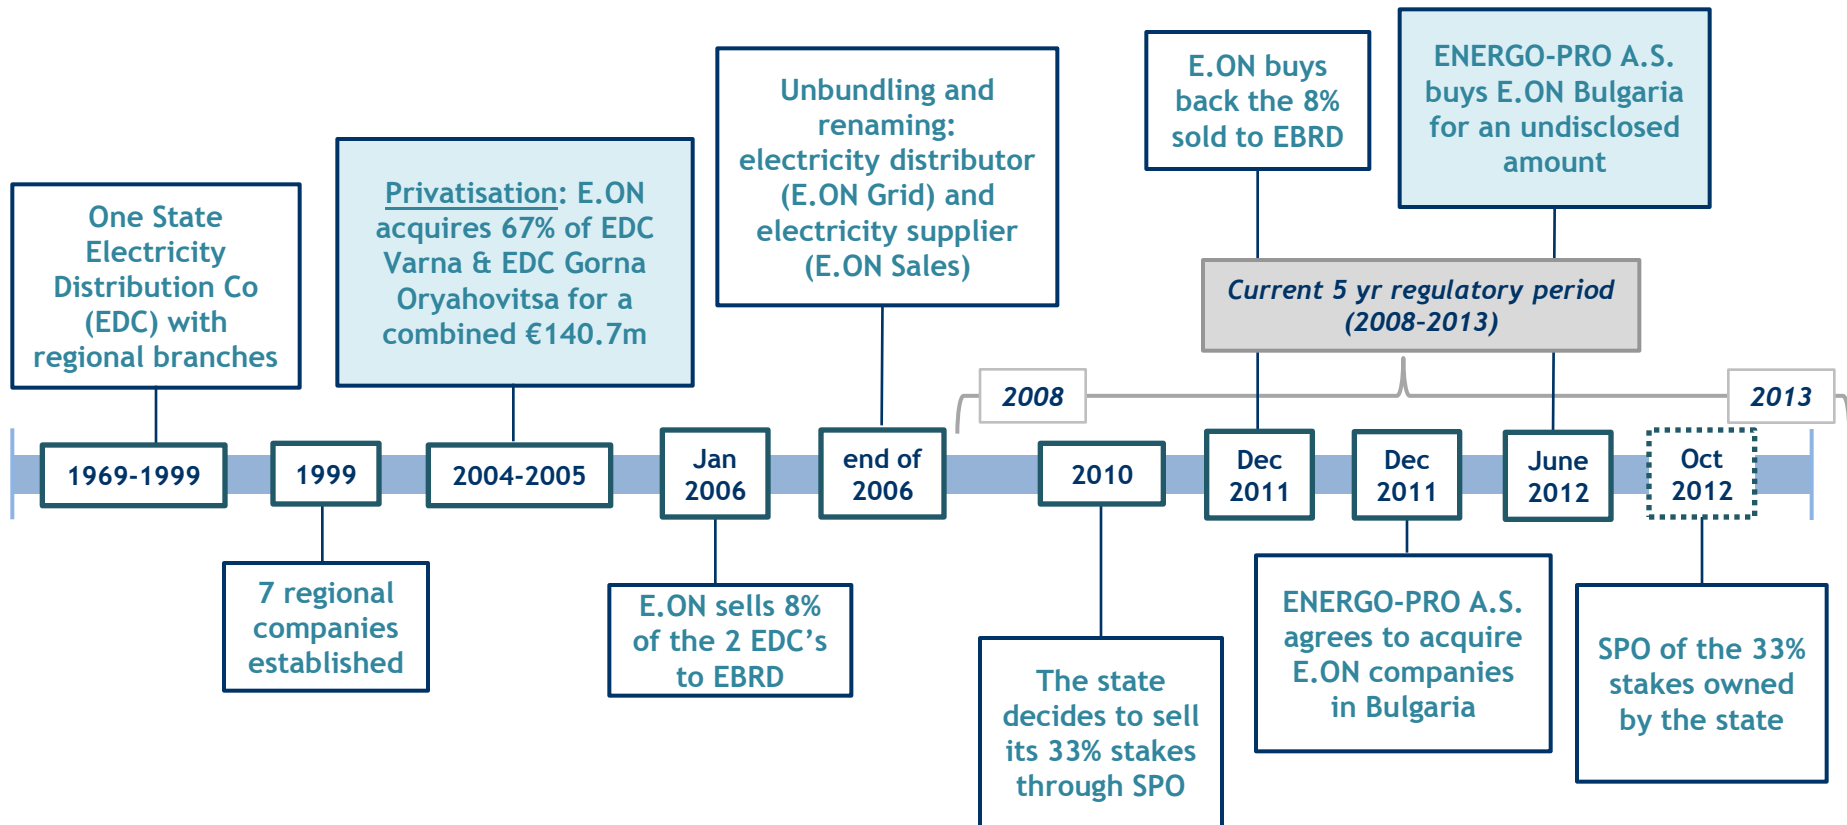 One State
Electricity
Distribution Co
(EDC) with
regional branches
Privatisation: E.ON
acquires 67% of EDC
Varna & EDC Gorna
Oryahovitsa for a
combined €140.7m
Unbundling and
renaming:
electricity distributor
(E.ON Grid) and
electricity supplier
(E.ON Sales)
E.ON buys
back the 8%
sold to EBRD
ENERGO-PRO A.S.
buys E.ON Bulgaria
for an undisclosed
amount
Current 5 yr regulatory period
(2008-2013)
2008
2013
1969-1999
1999
2004-2005
Jan
2006
end of
2006
2010
Dec
2011
Dec
2011
June
2012
Oct
2012
7 regional
companies
established
E.ON sells 8%
of the 2 EDC’s
to EBRD
The state
decides to sell
its 33% stakes
through SPO
ENERGO-PRO A.S.
agrees to acquire
E.ON companies
in Bulgaria
SPO of the 33%
stakes owned
by the state